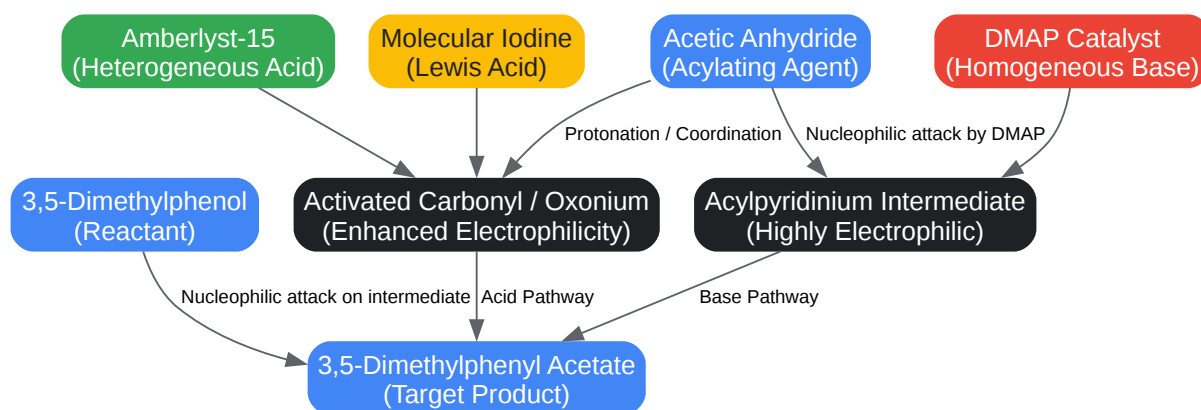 Amberlyst-15
(Heterogeneous Acid)
Molecular Iodine
(Lewis Acid)
Acetic Anhydride
(Acylating Agent)
DMAP Catalyst
(Homogeneous Base)
Protonation / Coordination
Nucleophilic attack by DMAP
3,5-Dimethylphenol
(Reactant)
Activated Carbonyl / Oxonium
(Enhanced Electrophilicity)
Acylpyridinium Intermediate
(Highly Electrophilic)
Nucleophilic attack on intermediate
Acid Pathway
Base Pathway
3,5-Dimethylphenyl Acetate
(Target Product)